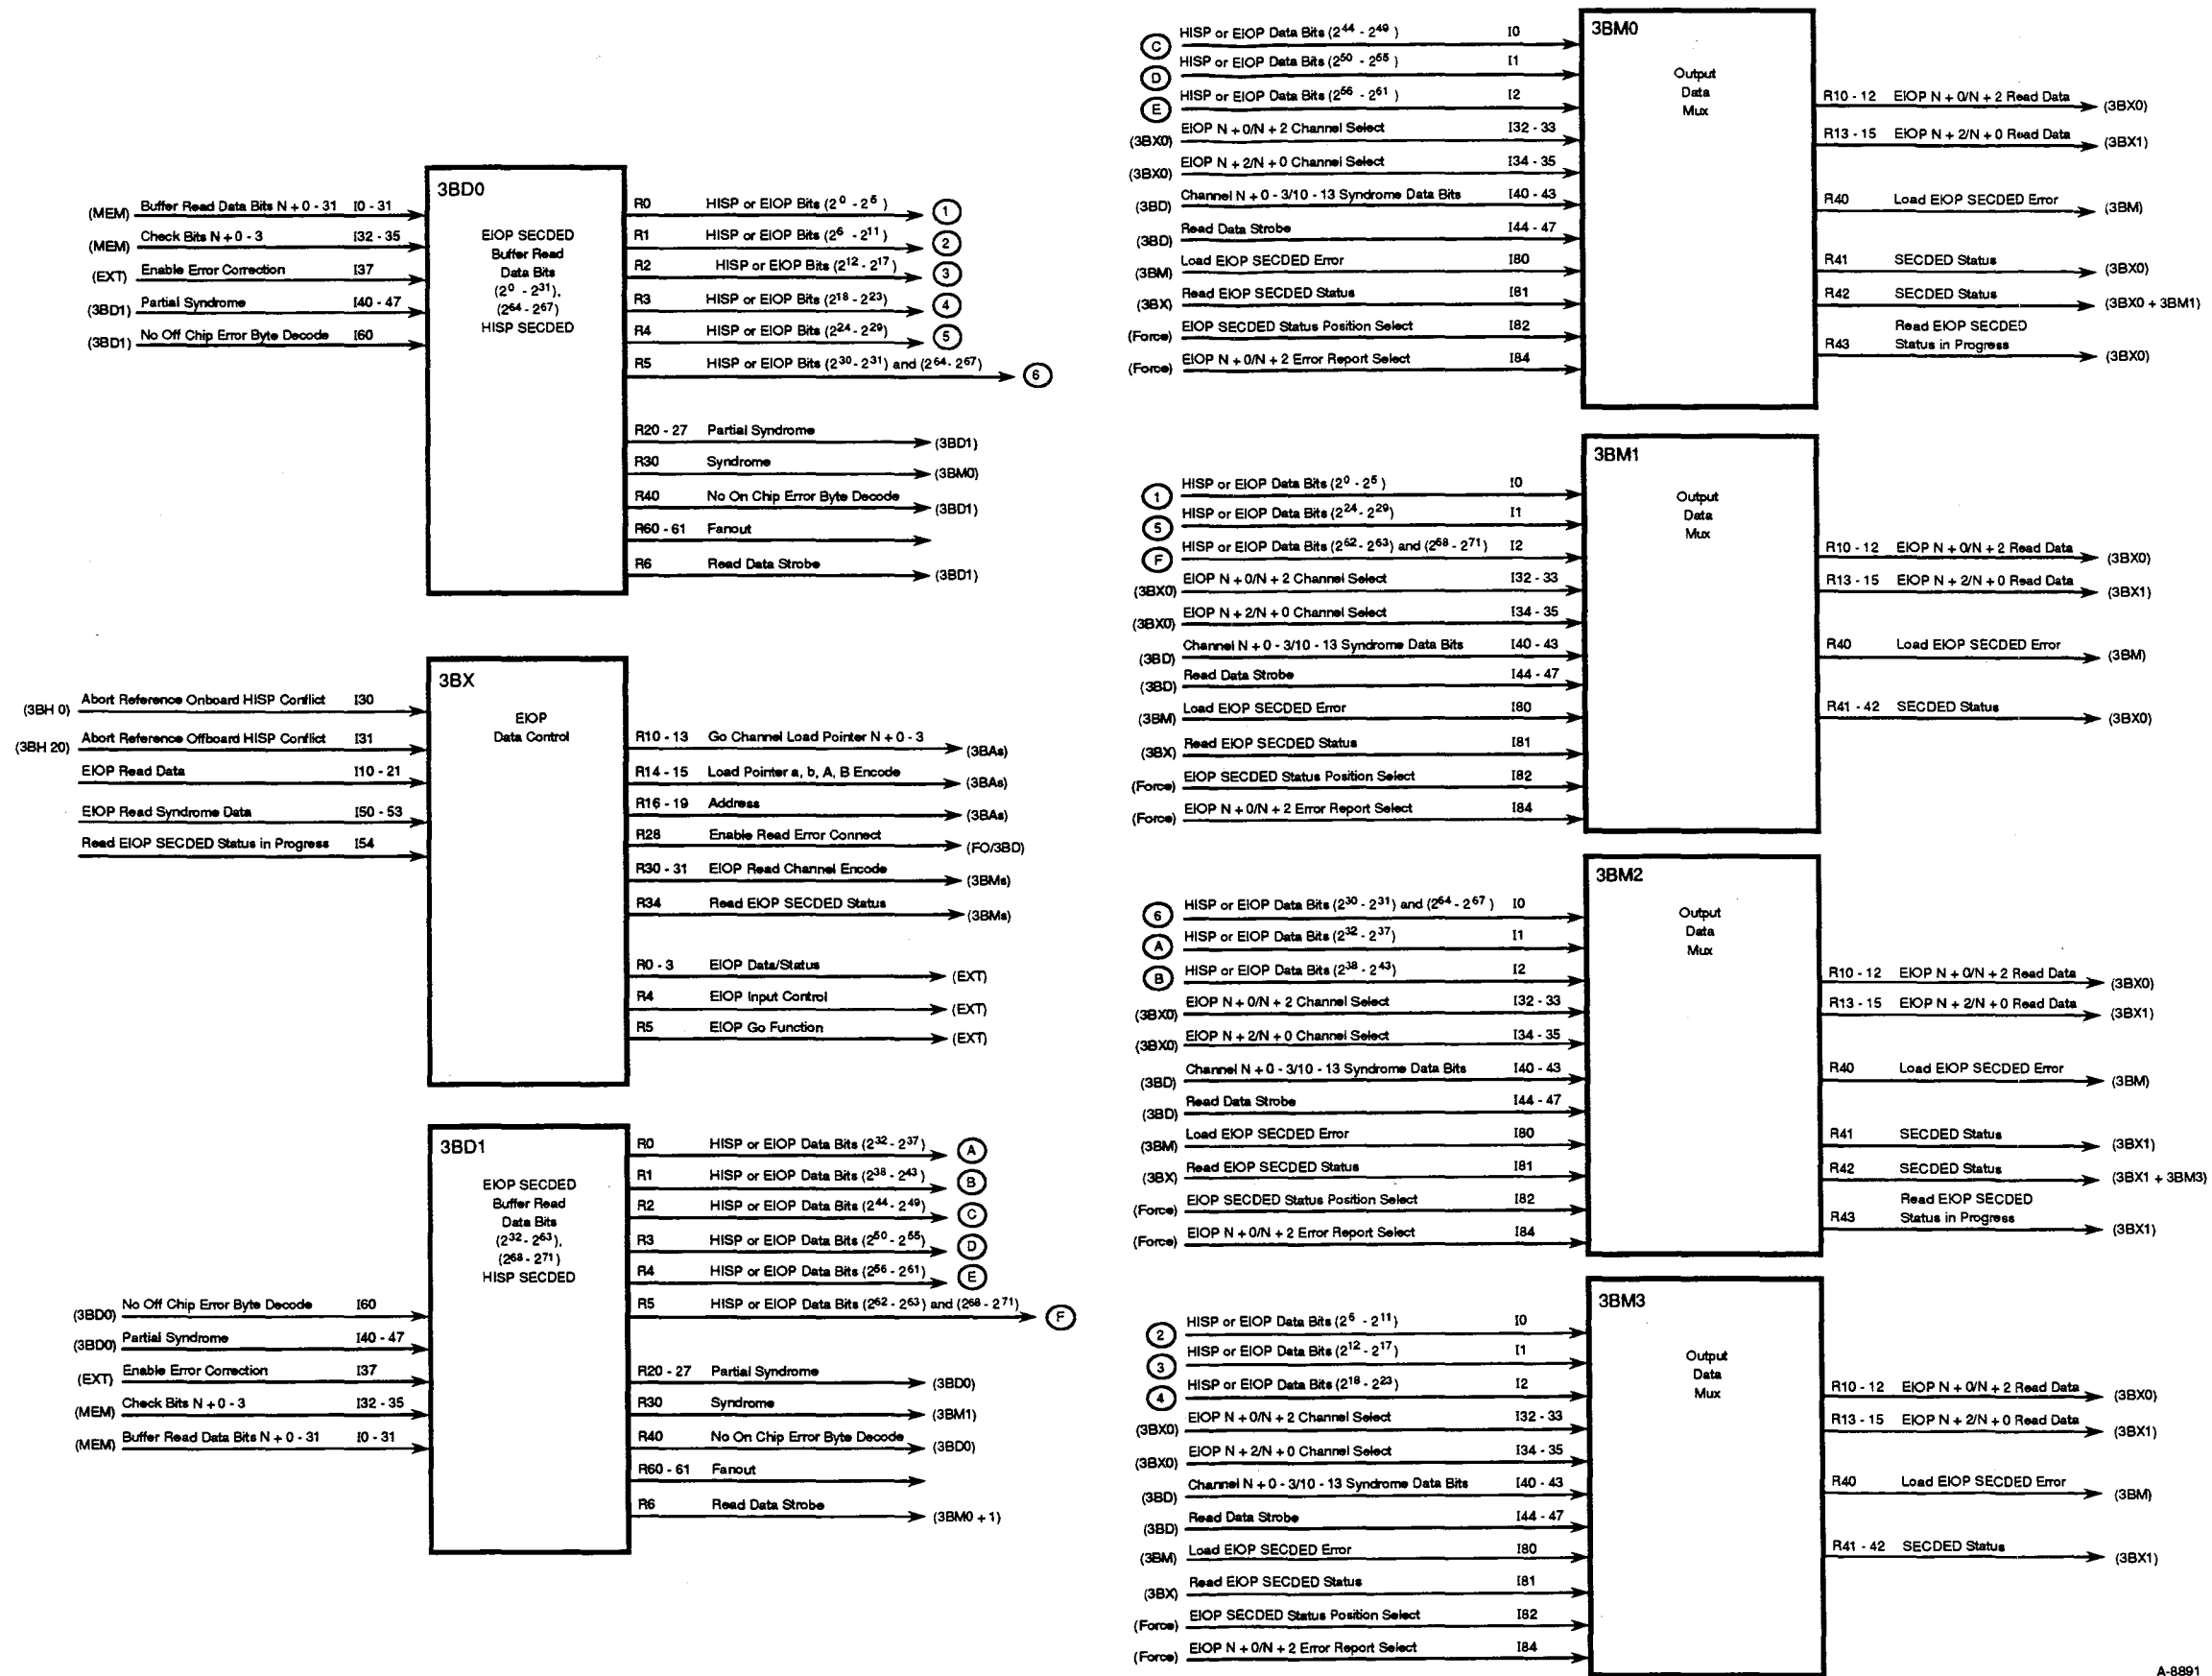 3BD0
EIOP SECDED
Buffer Read
Data Bits
(2⁰ - 2³¹),
(2⁶⁴ - 2⁶⁷)
HISP SECDED
(MEM) Buffer Read Data Bits N + 0 - 31 I0 - 31
(MEM) Check Bits N + 0 - 3 I32 - 35
(EXT) Enable Error Correction I37
(3BD1) Partial Syndrome I40 - 47
(3BD1) No Off Chip Error Byte Decode I60
R0 HISP or EIOP Bits (2⁰ - 2⁵) 1
R1 HISP or EIOP Bits (2⁶ - 2¹¹) 2
R2 HISP or EIOP Bits (2¹² - 2¹⁷) 3
R3 HISP or EIOP Bits (2¹⁸ - 2²³) 4
R4 HISP or EIOP Bits (2²⁴ - 2²⁹) 5
R5 HISP or EIOP Bits (2³⁰ - 2³¹) and (2⁶⁴ - 2⁶⁷) 6
R20 - 27 Partial Syndrome (3BD1)
R30 Syndrome (3BM0)
R40 No On Chip Error Byte Decode (3BD1)
R60 - 61 Fanout
R6 Read Data Strobe (3BD1)
3BX
EIOP
Data Control
(3BH 0) Abort Reference Onboard HISP Conflict I30
(3BH 20) Abort Reference Offboard HISP Conflict I31
EIOP Read Data I10 - 21
EIOP Read Syndrome Data I50 - 53
Read EIOP SECDED Status in Progress I54
R10 - 13 Go Channel Load Pointer N + 0 - 3 (3BAs)
R14 - 15 Load Pointer a, b, A, B Encode (3BAs)
R16 - 19 Address (3BAs)
R28 Enable Read Error Connect (FO/3BD)
R30 - 31 EIOP Read Channel Encode (3BMs)
R34 Read EIOP SECDED Status (3BMs)
R0 - 3 EIOP Data/Status (EXT)
R4 EIOP Input Control (EXT)
R5 EIOP Go Function (EXT)
3BD1
EIOP SECDED
Buffer Read
Data Bits
(2³² - 2⁶³),
(2⁶⁸ - 2⁷¹)
HISP SECDED
(3BD0) No Off Chip Error Byte Decode I60
(3BD0) Partial Syndrome I40 - 47
(EXT) Enable Error Correction I37
(MEM) Check Bits N + 0 - 3 I32 - 35
(MEM) Buffer Read Data Bits N + 0 - 31 I0 - 31
R0 HISP or EIOP Data Bits (2³² - 2³⁷) A
R1 HISP or EIOP Data Bits (2³⁸ - 2⁴³) B
R2 HISP or EIOP Data Bits (2⁴⁴ - 2⁴⁹) C
R3 HISP or EIOP Data Bits (2⁵⁰ - 2⁵⁵) D
R4 HISP or EIOP Data Bits (2⁵⁶ - 2⁶¹) E
R5 HISP or EIOP Data Bits (2⁶² - 2⁶³) and (2⁶⁸ - 2⁷¹) F
R20 - 27 Partial Syndrome (3BD0)
R30 Syndrome (3BM1)
R40 No On Chip Error Byte Decode (3BD0)
R60 - 61 Fanout
R6 Read Data Strobe (3BM0 + 1)
3BM0
Output
Data
Mux
C HISP or EIOP Data Bits (2⁴⁴ - 2⁴⁹) I0
D HISP or EIOP Data Bits (2⁵⁰ - 2⁵⁵) I1
E HISP or EIOP Data Bits (2⁵⁶ - 2⁶¹) I2
(3BX0) EIOP N + 0/N + 2 Channel Select I32 - 33
(3BX0) EIOP N + 2/N + 0 Channel Select I34 - 35
(3BD) Channel N + 0 - 3/10 - 13 Syndrome Data Bits I40 - 43
(3BD) Read Data Strobe I44 - 47
(3BM) Load EIOP SECDED Error I80
(3BX) Read EIOP SECDED Status I81
(Force) EIOP SECDED Status Position Select I82
(Force) EIOP N + 0/N + 2 Error Report Select I84
R10 - 12 EIOP N + 0/N + 2 Read Data (3BX0)
R13 - 15 EIOP N + 2/N + 0 Read Data (3BX1)
R40 Load EIOP SECDED Error (3BM)
R41 SECDED Status (3BX0)
R42 SECDED Status (3BX0 + 3BM1)
Read EIOP SECDED
R43 Status in Progress (3BX0)
3BM1
Output
Data
Mux
1 HISP or EIOP Data Bits (2⁰ - 2⁵) I0
5 HISP or EIOP Data Bits (2²⁴ - 2²⁹) I1
F HISP or EIOP Data Bits (2⁶² - 2⁶³) and (2⁶⁸ - 2⁷¹) I2
(3BX0) EIOP N + 0/N + 2 Channel Select I32 - 33
(3BX0) EIOP N + 2/N + 0 Channel Select I34 - 35
(3BD) Channel N + 0 - 3/10 - 13 Syndrome Data Bits I40 - 43
(3BD) Read Data Strobe I44 - 47
(3BM) Load EIOP SECDED Error I80
(3BX) Read EIOP SECDED Status I81
(Force) EIOP SECDED Status Position Select I82
(Force) EIOP N + 0/N + 2 Error Report Select I84
R10 - 12 EIOP N + 0/N + 2 Read Data (3BX0)
R13 - 15 EIOP N + 2/N + 0 Read Data (3BX1)
R40 Load EIOP SECDED Error (3BM)
R41 - 42 SECDED Status (3BX0)
3BM2
Output
Data
Mux
6 HISP or EIOP Data Bits (2³⁰ - 2³¹) and (2⁶⁴ - 2⁶⁷) I0
A HISP or EIOP Data Bits (2³² - 2³⁷) I1
B HISP or EIOP Data Bits (2³⁸ - 2⁴³) I2
(3BX0) EIOP N + 0/N + 2 Channel Select I32 - 33
(3BX0) EIOP N + 2/N + 0 Channel Select I34 - 35
(3BD) Channel N + 0 - 3/10 - 13 Syndrome Data Bits I40 - 43
(3BD) Read Data Strobe I44 - 47
(3BM) Load EIOP SECDED Error I80
(3BX) Read EIOP SECDED Status I81
(Force) EIOP SECDED Status Position Select I82
(Force) EIOP N + 0/N + 2 Error Report Select I84
R10 - 12 EIOP N + 0/N + 2 Read Data (3BX0)
R13 - 15 EIOP N + 2/N + 0 Read Data (3BX1)
R40 Load EIOP SECDED Error (3BM)
R41 SECDED Status (3BX1)
R42 SECDED Status (3BX1 + 3BM3)
Read EIOP SECDED
R43 Status in Progress (3BX1)
3BM3
Output
Data
Mux
2 HISP or EIOP Data Bits (2⁶ - 2¹¹) I0
3 HISP or EIOP Data Bits (2¹² - 2¹⁷) I1
4 HISP or EIOP Data Bits (2¹⁸ - 2²³) I2
(3BX0) EIOP N + 0/N + 2 Channel Select I32 - 33
(3BX0) EIOP N + 2/N + 0 Channel Select I34 - 35
(3BD) Channel N + 0 - 3/10 - 13 Syndrome Data Bits I40 - 43
(3BD) Read Data Strobe I44 - 47
(3BM) Load EIOP SECDED Error I80
(3BX) Read EIOP SECDED Status I81
(Force) EIOP SECDED Status Position Select I82
(Force) EIOP N + 0/N + 2 Error Report Select I84
R10 - 12 EIOP N + 0/N + 2 Read Data (3BX0)
R13 - 15 EIOP N + 2/N + 0 Read Data (3BX1)
R40 Load EIOP SECDED Error (3BM)
R41 - 42 SECDED Status (3BX1)
A-8891